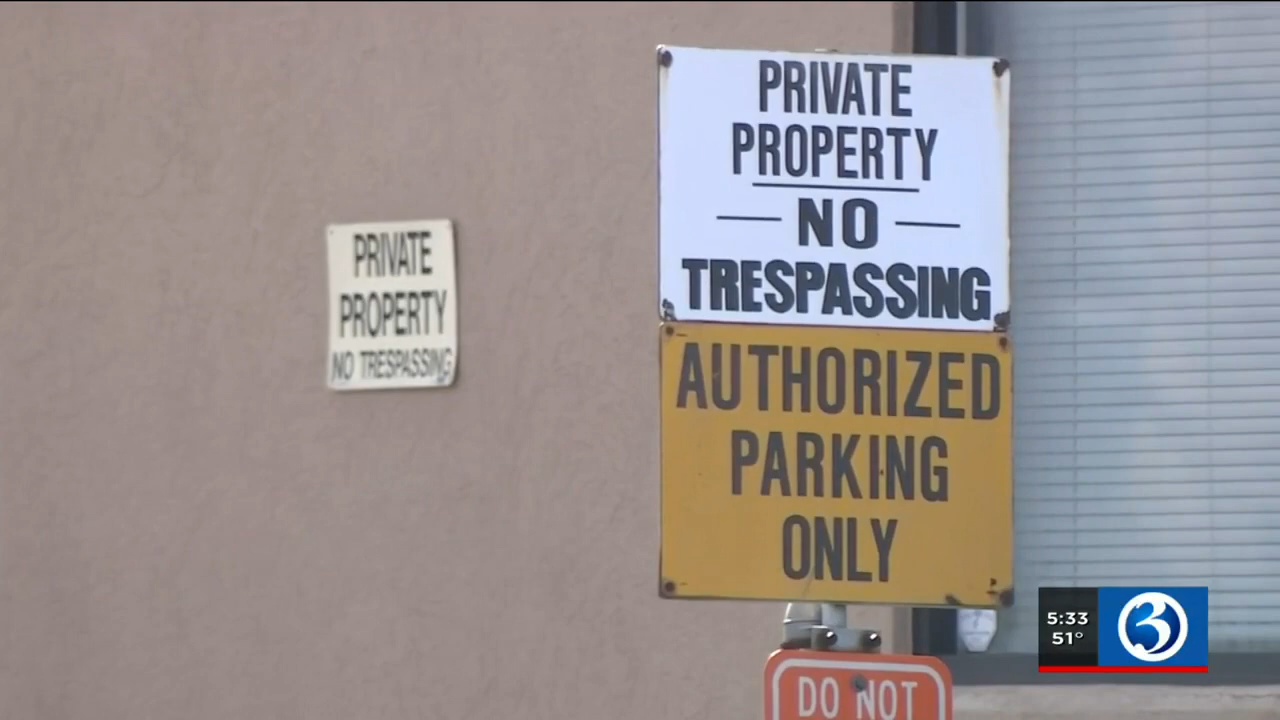 PRIVATE
PROPERTY
NO TRESPASSING
PRIVATE
PROPERTY
NO
TRESPASSING
AUTHORIZED
PARKING
ONLY
DO NOT
5:33
51°
3